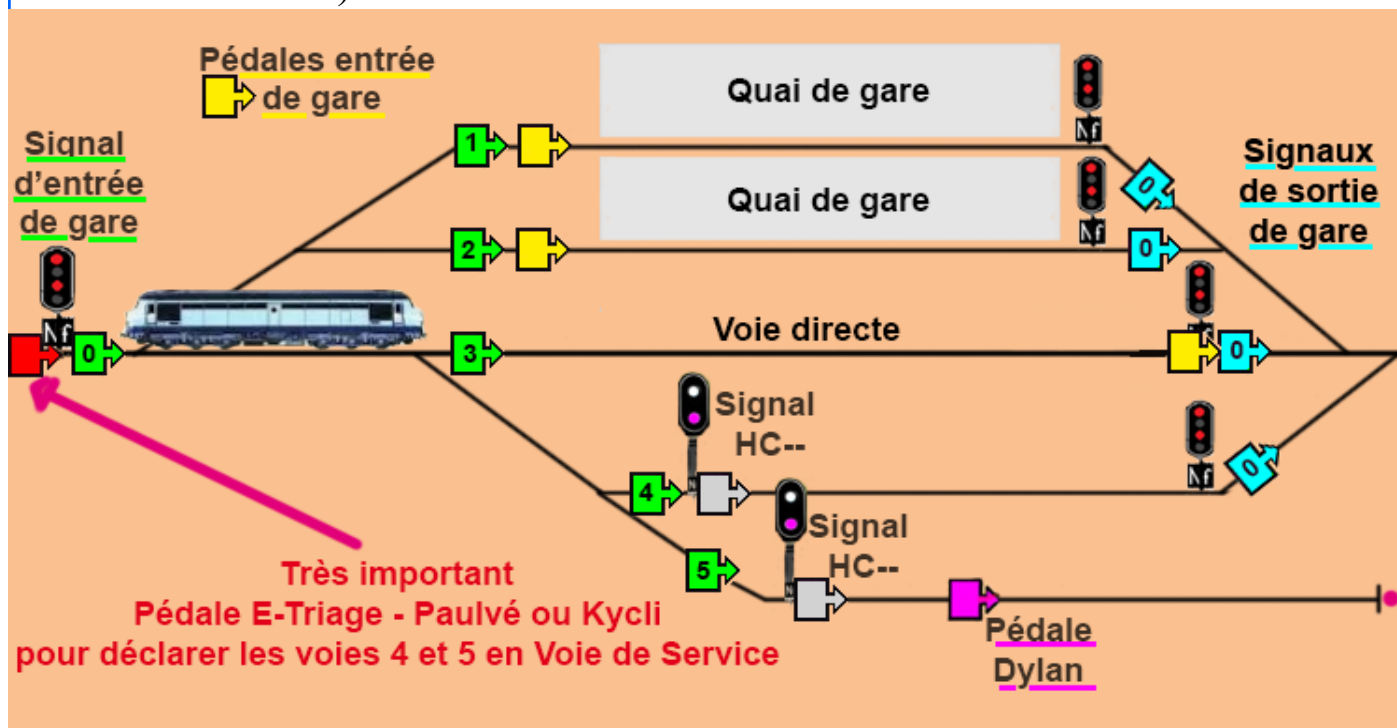 Pédales entrée
de gare
Quai de gare
Signal
d'entrée
de gare
1
Nf
0
Signaux
de sortie
de gare
Quai de gare
2
Nf
0
Nf
0
3
Voie directe
0
Signal
HC--
Nf
0
4
Signal
HC--
5
Très important
Pédale E-Triage - Paulvé ou Kycli
pour déclarer les voies 4 et 5 en Voie de Service
Pédale
Dylan